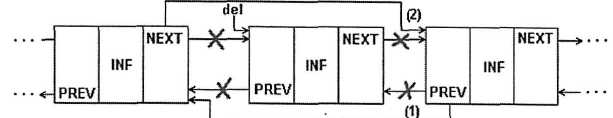 del (2)
··· NEXT NEXT NEXT ···
INF INF INF
··· PREV PREV PREV ···
(1)